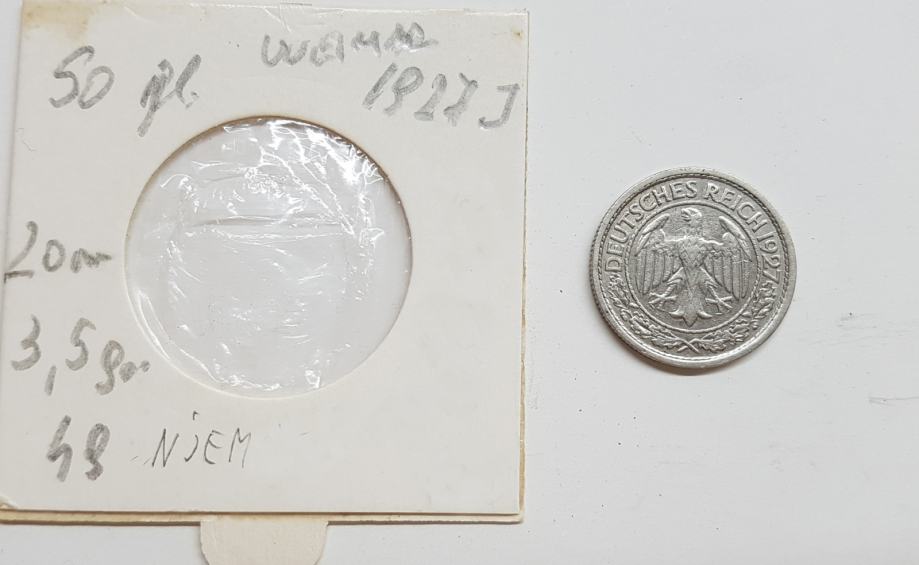 50 pf.
Weimar
1927 J
20 m
3,5 gr
48 NJEM
DEUTSCHES REICH 1927